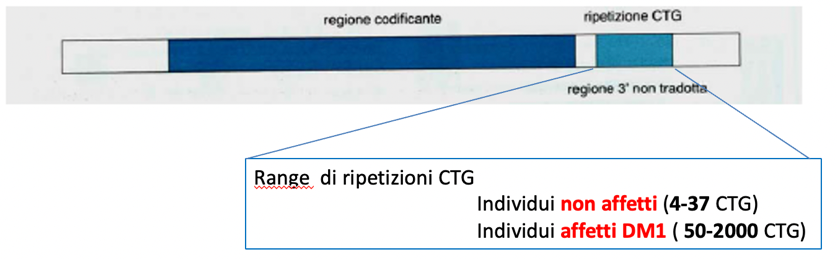 regione codificante
ripetizione CTG
regione 3' non tradotta
Range di ripetizioni CTG
Individui non affetti (4-37 CTG)
Individui affetti DM1 ( 50-2000 CTG)